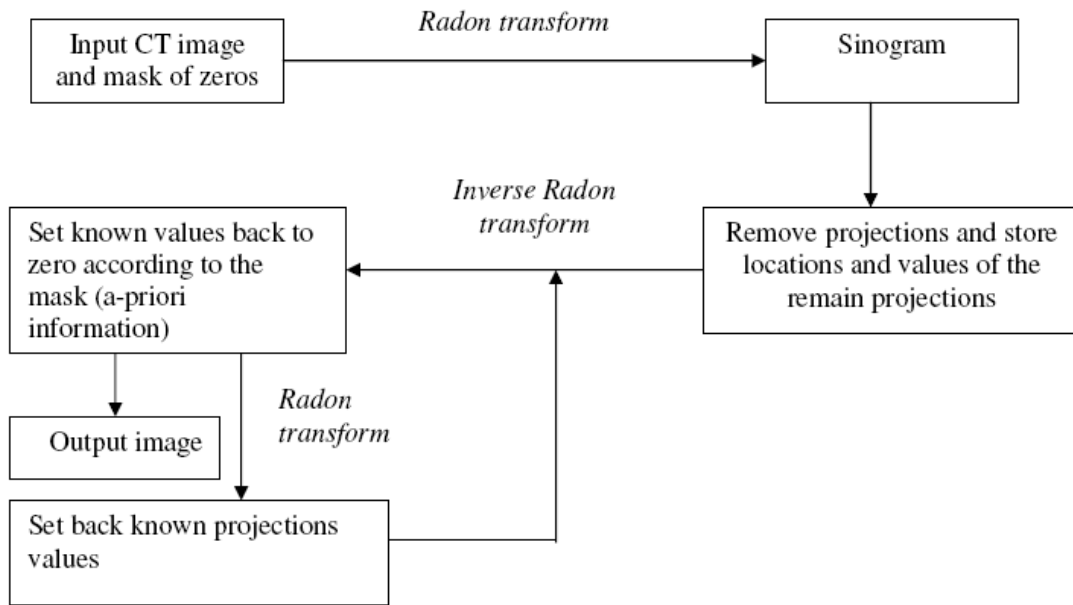 Radon transform
Input CT image
and mask of zeros
Sinogram
Inverse Radon
transform
Set known values back to
zero according to the
mask (a-priori
information)
Remove projections and store
locations and values of the
remain projections
Radon
transform
Output image
Set back known projections
values